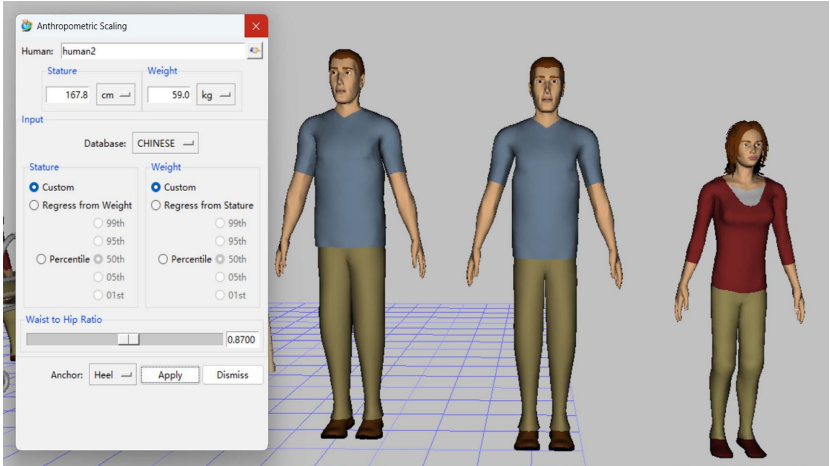 Anthropometric Scaling
Human: human2
Stature Weight
167.8 cm 59.0 kg
Input
Database: CHINESE
Stature Weight
Custom Custom
Regress from Weight Regress from Stature
99th 99th
95th 95th
Percentile 50th Percentile 50th
05th 05th
01st 01st
Waist to Hip Ratio
0.8700
Anchor: Heel Apply Dismiss